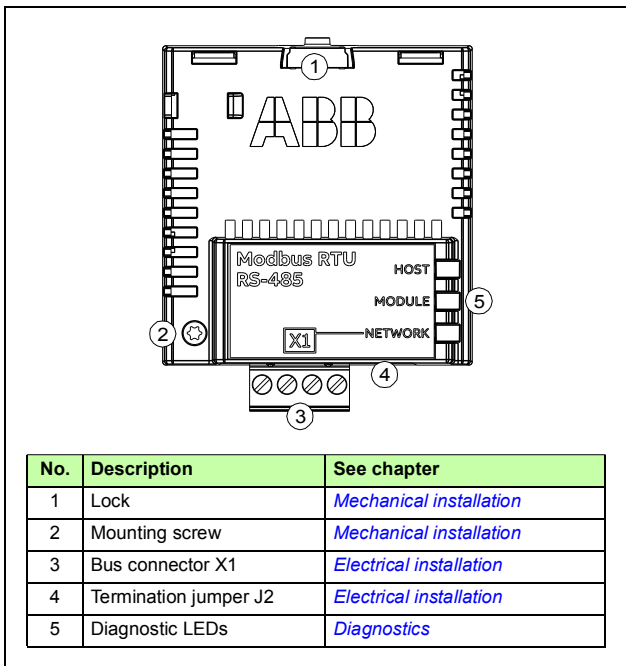 1
ABB
Modbus RTU
RS-485
HOST
MODULE
5
2
X1
NETWORK
4
3
No. Description See chapter
1 Lock Mechanical installation
2 Mounting screw Mechanical installation
3 Bus connector X1 Electrical installation
4 Termination jumper J2 Electrical installation
5 Diagnostic LEDs Diagnostics